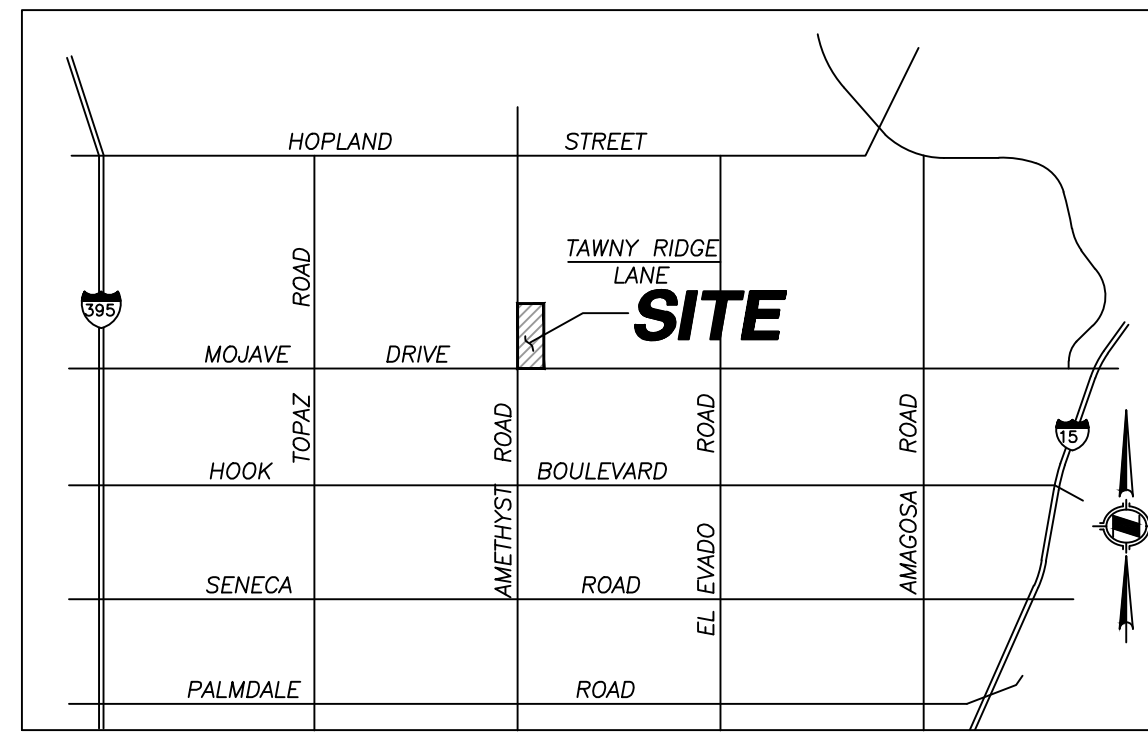 HOPLAND STREET
TAWNY RIDGE
LANE
ROAD
395
SITE
MOJAVE DRIVE
TOPAZ
ROAD
ROAD
ROAD
15
HOOK BOULEVARD
AMETHYST
EL EVADO
AMAGOSA
SENECA ROAD
PALMDALE ROAD